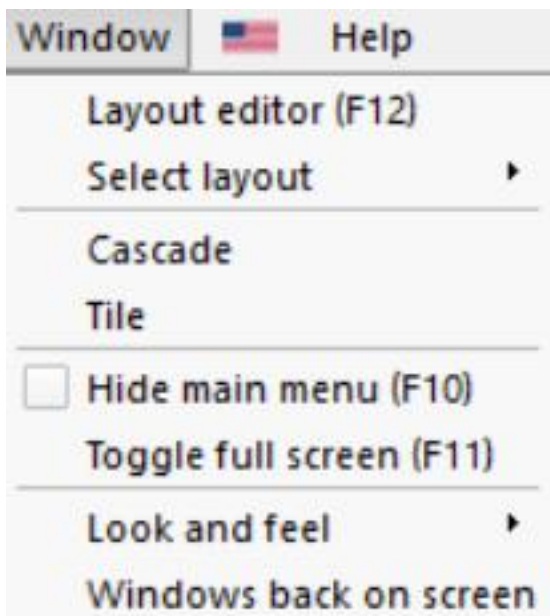 Window Help
Layout editor (F12)
Select layout
Cascade
Tile
Hide main menu (F10)
Toggle full screen (F11)
Look and feel
Windows back on screen